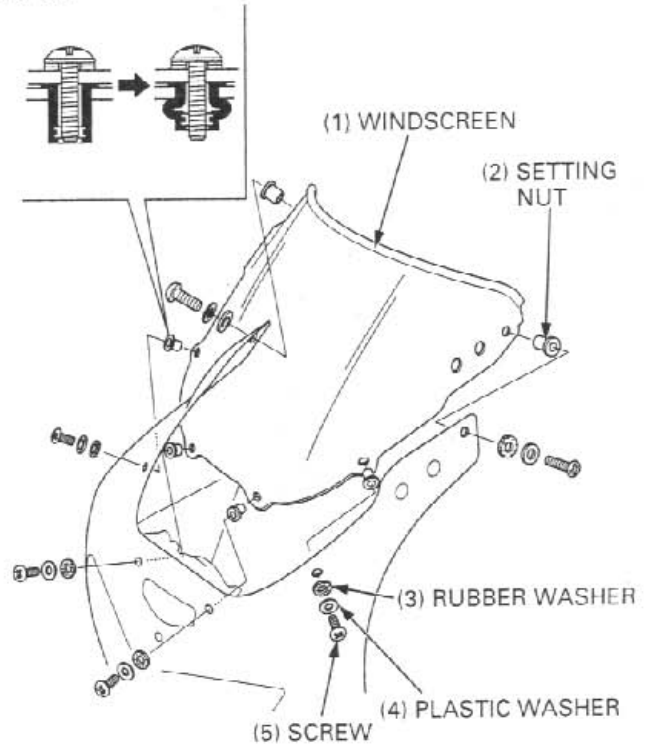 (1) WINDSCREEN
(2) SETTING
NUT
(3) RUBBER WASHER
(4) PLASTIC WASHER
(5) SCREW